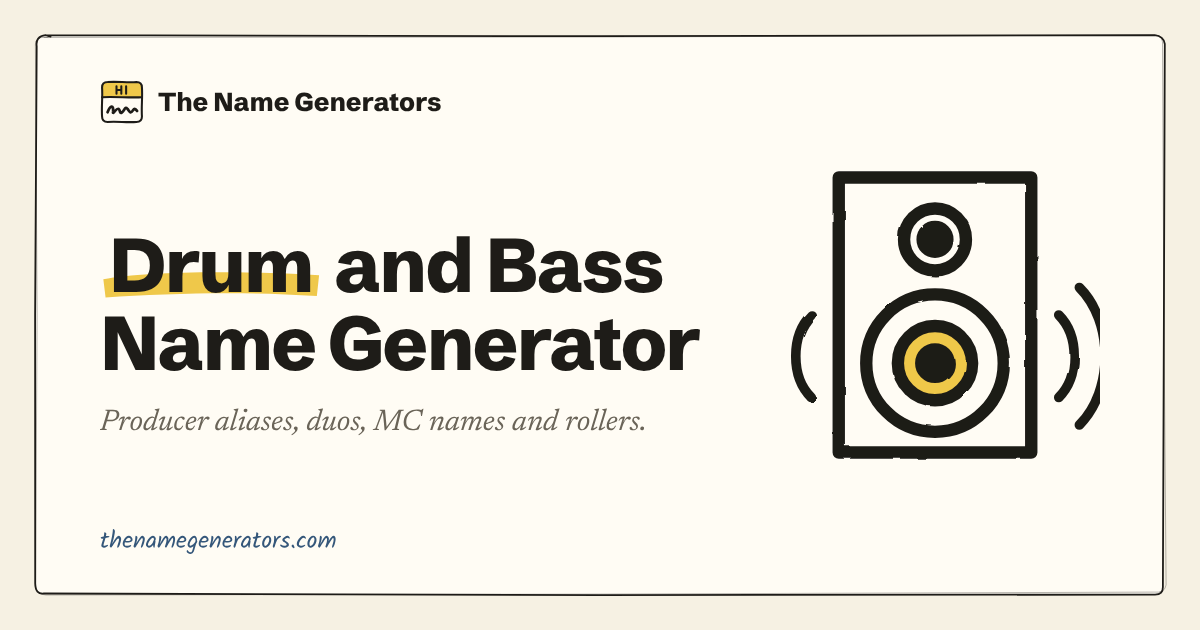 HI
The Name Generators
Drum and Bass
Name Generator
Producer aliases, duos, MC names and rollers.
thenamegenerators.com